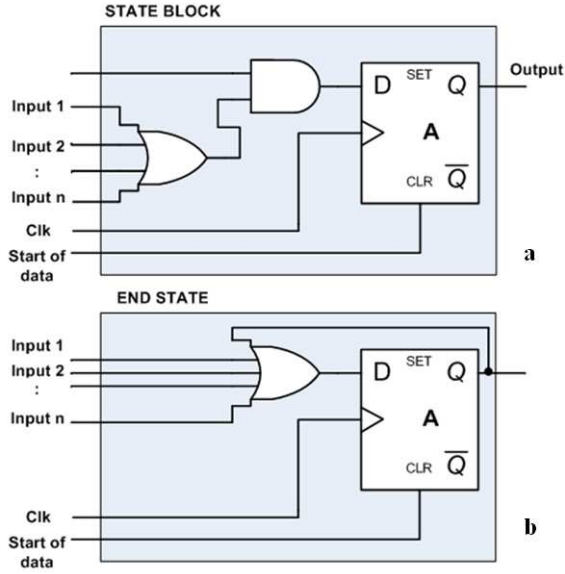 STATE BLOCK
Output
D SET Q
Input 1
A
Input 2
:
CLR Q
Input n
Clk
Start of
data
a
END STATE
Input 1
D SET Q
Input 2
:
A
Input n
CLR Q
Clk
Start of
data
b